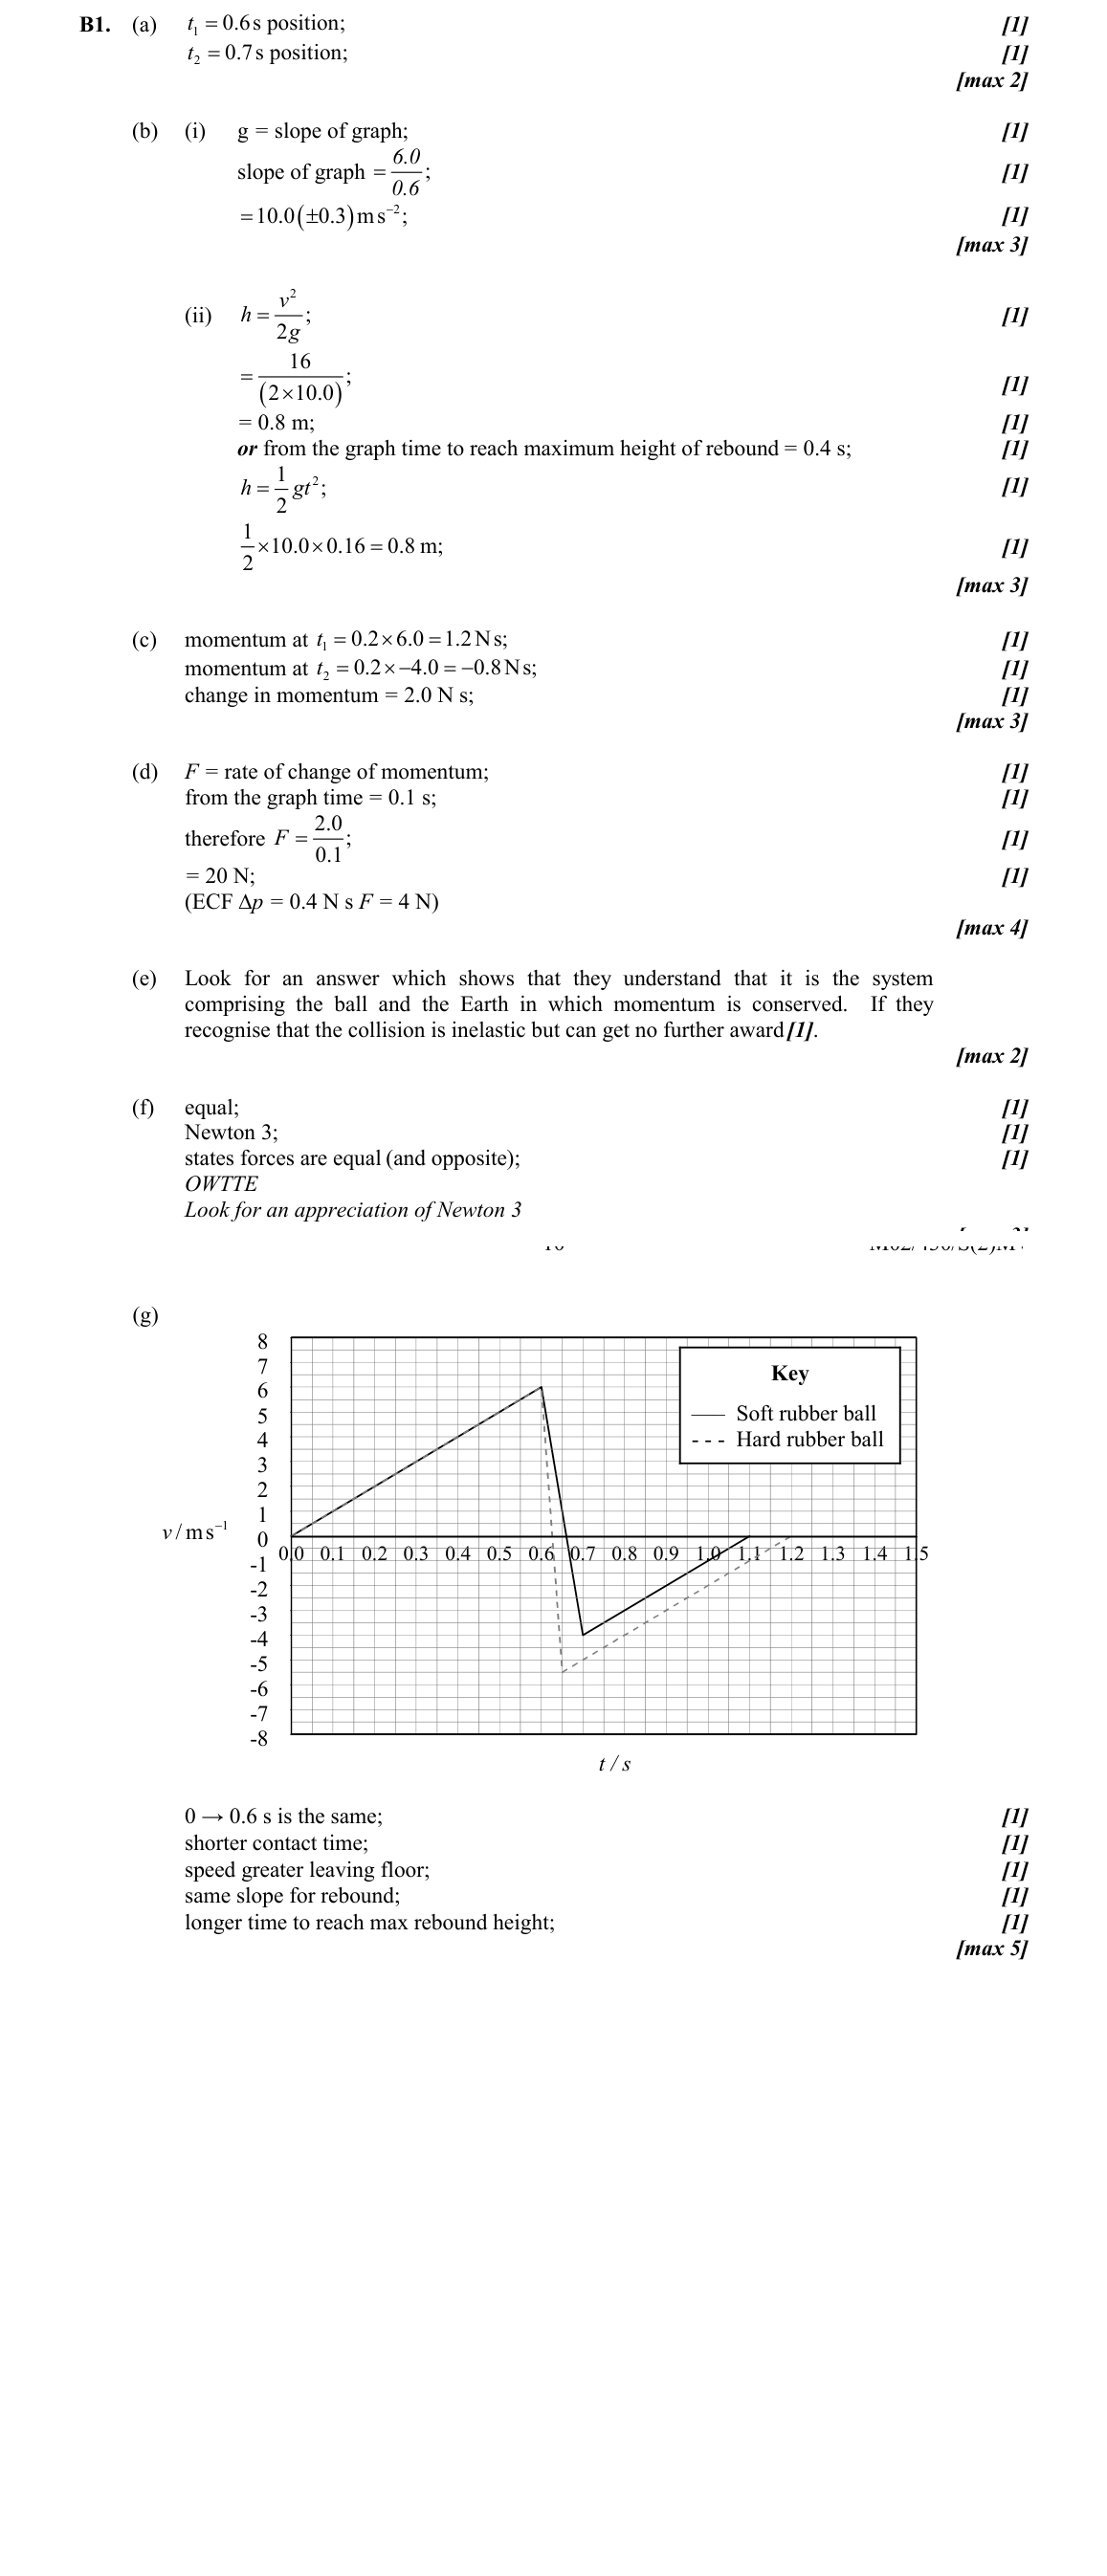 B1. (a) t₁ = 0.6 s position; [1]
t₂ = 0.7 s position; [1]
[max 2]
(b) (i) g = slope of graph; [1]
slope of graph = 6.0/0.6; [1]
= 10.0(±0.3) m s⁻²; [1]
[max 3]
(ii) h = v²/2g; [1]
= 16/(2×10.0); [1]
= 0.8 m; [1]
or from the graph time to reach maximum height of rebound = 0.4 s; [1]
h = 1/2 gt²; [1]
1/2 ×10.0×0.16 = 0.8 m; [1]
[max 3]
(c) momentum at t₁ = 0.2×6.0 = 1.2 N s; [1]
momentum at t₂ = 0.2×−4.0 = −0.8 N s; [1]
change in momentum = 2.0 N s; [1]
[max 3]
(d) F = rate of change of momentum; [1]
from the graph time = 0.1 s; [1]
therefore F = 2.0/0.1; [1]
= 20 N; [1]
(ECF Δp = 0.4 N s F = 4 N)
[max 4]
(e) Look for an answer which shows that they understand that it is the system
comprising the ball and the Earth in which momentum is conserved. If they
recognise that the collision is inelastic but can get no further award [1].
[max 2]
(f) equal; [1]
Newton 3; [1]
states forces are equal (and opposite); [1]
OWTTE
Look for an appreciation of Newton 3
(g)
8
7
6
5
4
3
2
1
0
-1
-2
-3
-4
-5
-6
-7
-8
v / m s⁻¹
Key
Soft rubber ball
Hard rubber ball
0.0 0.1 0.2 0.3 0.4 0.5 0.6 0.7 0.8 0.9 1.0 1.1 1.2 1.3 1.4 1.5
t / s
0 → 0.6 s is the same; [1]
shorter contact time; [1]
speed greater leaving floor; [1]
same slope for rebound; [1]
longer time to reach max rebound height; [1]
[max 5]